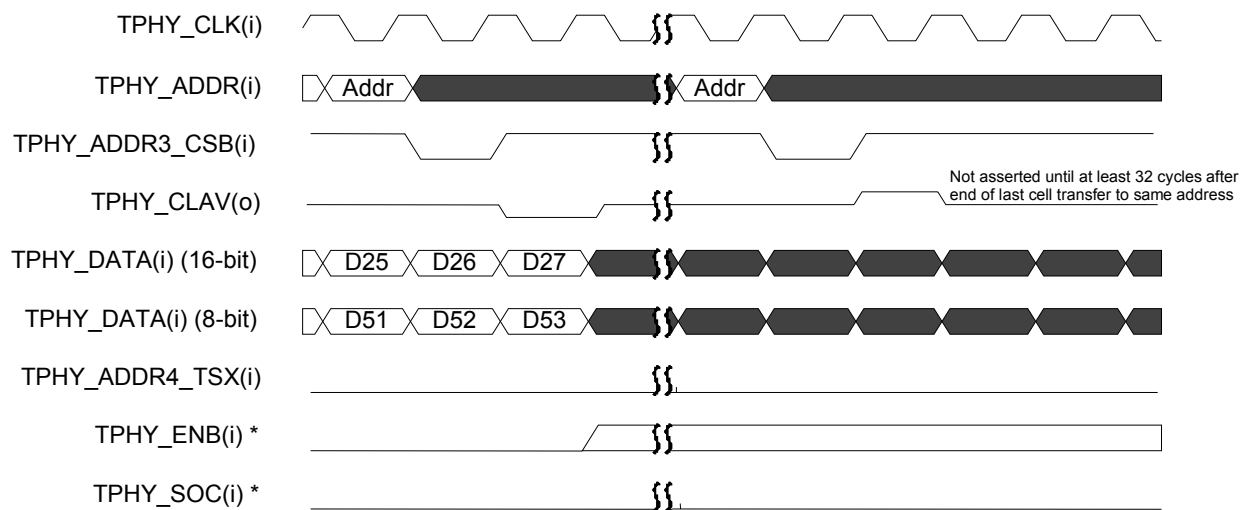 TPHY_CLK(i)
TPHY_ADDR(i) Addr Addr
TPHY_ADDR3_CSB(i)
TPHY_CLAV(o)
Not asserted until at least 32 cycles after
end of last cell transfer to same address
TPHY_DATA(i) (16-bit) D25 D26 D27
TPHY_DATA(i) (8-bit) D51 D52 D53
TPHY_ADDR4_TSX(i)
TPHY_ENB(i) *
TPHY_SOC(i) *